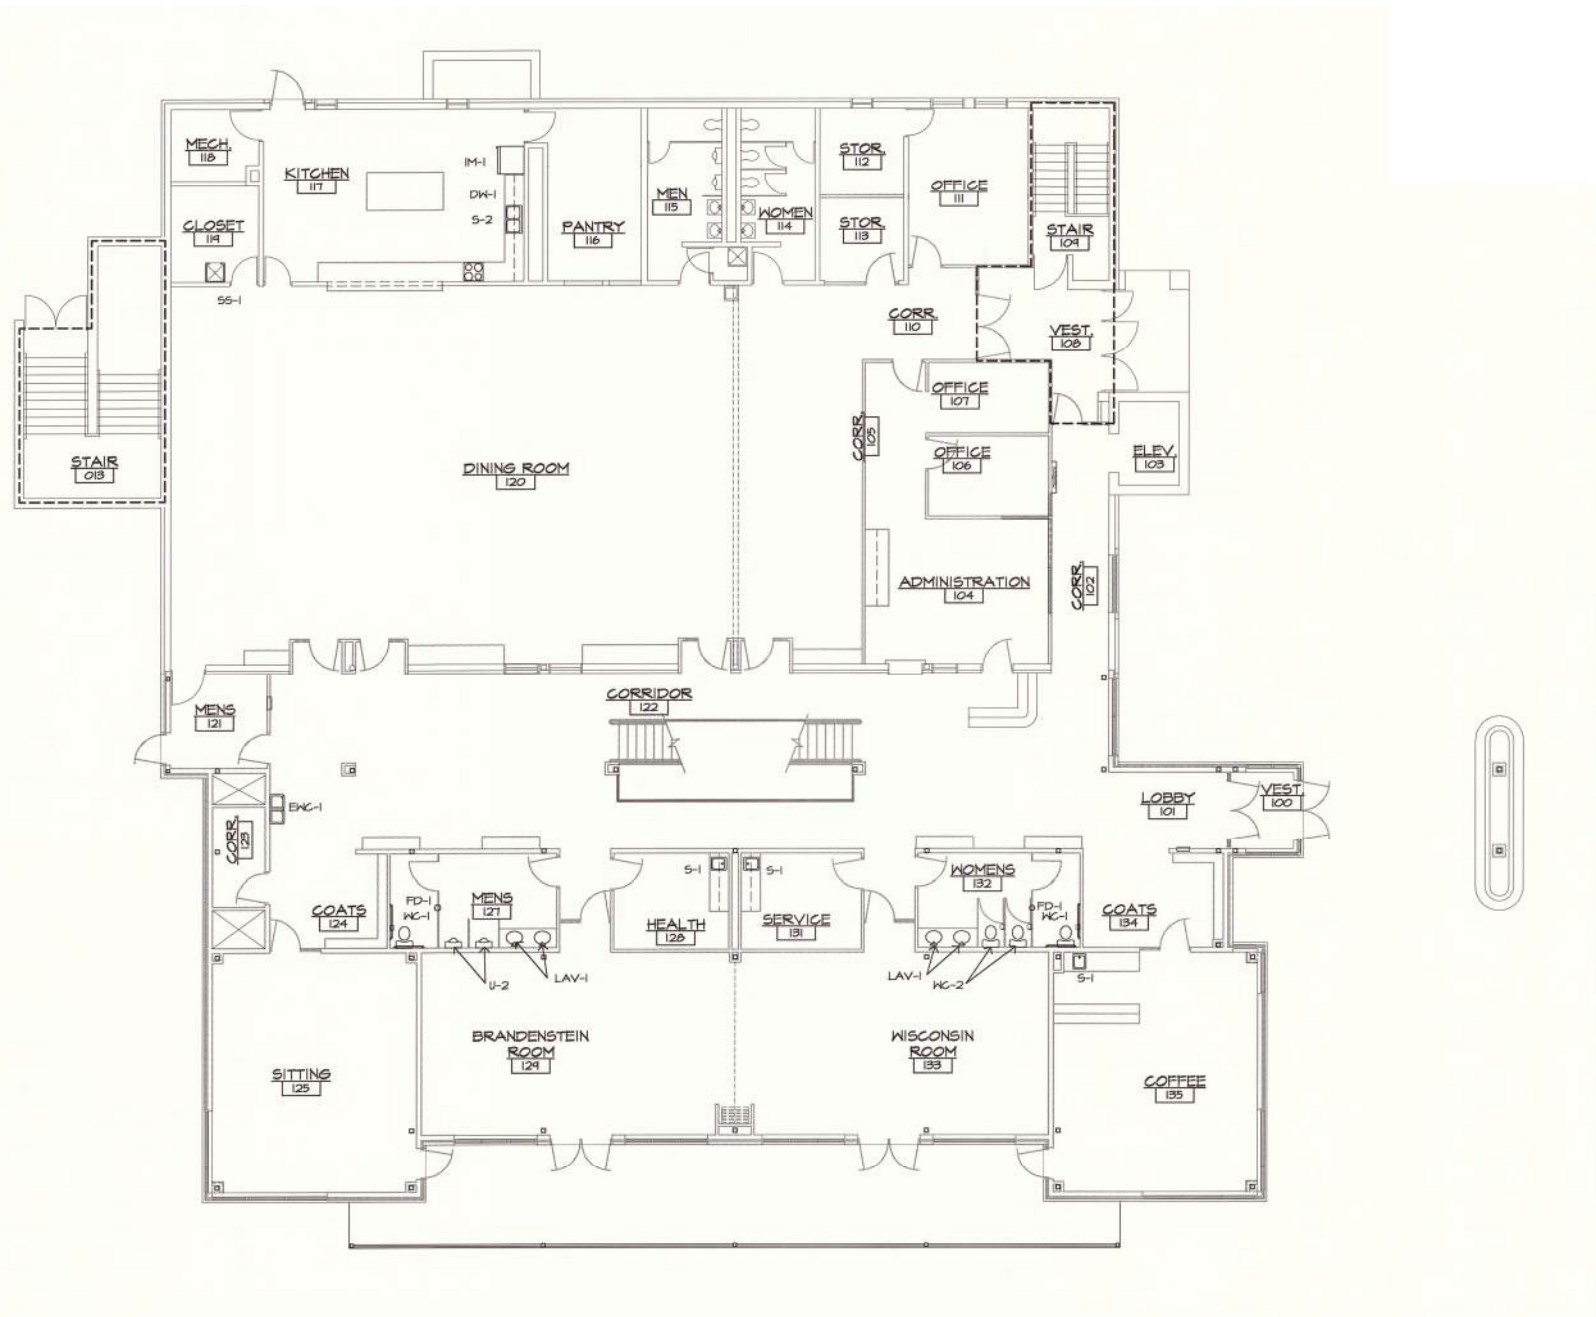 MECH.
118
KITCHEN
117
IM-1
DW-1
S-2
CLOSET
119
SS-1
PANTRY
116
MEN
115
WOMEN
114
STOR.
112
STOR.
113
OFFICE
111
STAIR
109
CORR.
110
VEST.
108
OFFICE
107
CORR.
105
OFFICE
106
ELEV.
103
STAIR
013
DINING ROOM
120
ADMINISTRATION
104
CORR.
102
MENS
121
CORRIDOR
122
LOBBY
101
VEST.
100
EWC-1
CORR.
123
COATS
124
FD-1
WC-1
MENS
127
U-2
LAV-1
S-1
HEALTH
128
S-1
SERVICE
131
WOMENS
132
FD-1
WC-1
LAV-1
WC-2
COATS
134
S-1
SITTING
125
BRANDENSTEIN
ROOM
129
WISCONSIN
ROOM
133
COFFEE
135